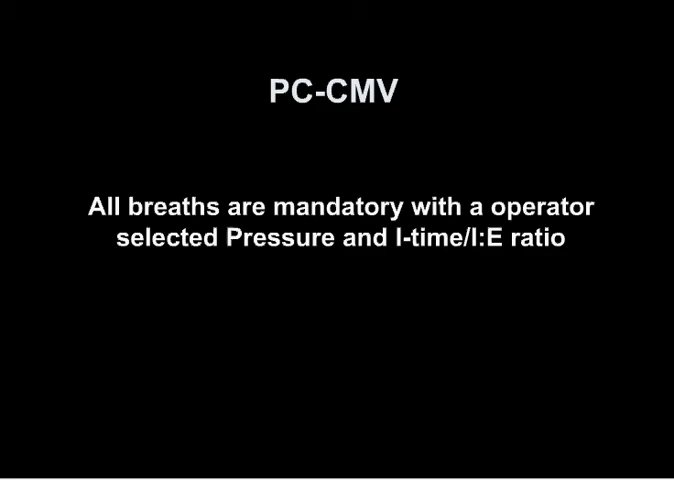 PC-CMV
All breaths are mandatory with a operator
selected Pressure and I-time/I:E ratio